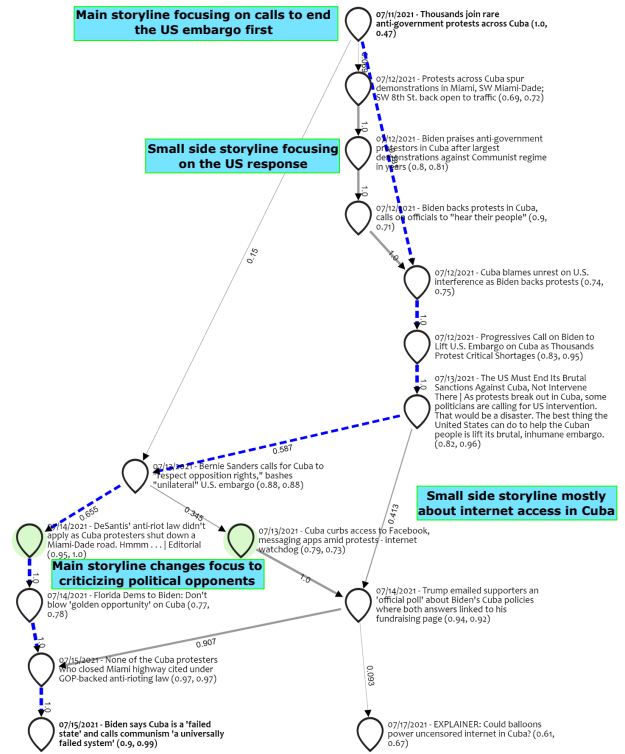 Main storyline focusing on calls to end
the US embargo first
07/11/2021 - Thousands join rare
anti-government protests across Cuba (1.0,
0.47)
07/12/2021 - Protests across Cuba spur
demonstrations in Miami, SW Miami-Dade;
SW 8th St. back open to traffic (0.69, 0.72)
1.0
Small side storyline focusing
on the US response
07/12/2021 - Biden praises anti-government
protestors in Cuba after largest
demonstrations against Communist regime
in years (0.8, 0.81)
1.0
07/12/2021 - Biden backs protests in Cuba,
calls on officials to "hear their people" (0.9,
0.71)
0.15
1.0
07/12/2021 - Cuba blames unrest on U.S.
interference as Biden backs protests (0.74,
0.75)
1.0
07/12/2021 - Progressives Call on Biden to
Lift U.S. Embargo on Cuba as Thousands
Protest Critical Shortages (0.83, 0.95)
1.0
07/13/2021 - The US Must End Its Brutal
Sanctions Against Cuba, Not Intervene
There | As protests break out in Cuba, some
politicians are calling for US intervention.
That would be a disaster. The best thing the
United States can do to help the Cuban
people is lift its brutal, inhumane embargo.
(0.82, 0.96)
0.587
07/13/2021 - Bernie Sanders calls for Cuba to
"respect opposition rights," bashes
"unilateral" U.S. embargo (0.88, 0.88)
0.413
Small side storyline mostly
about internet access in Cuba
0.655
0.345
07/14/2021 - DeSantis' anti-riot law didn't
apply as Cuba protesters shut down a
Miami-Dade road. Hmmm . . . | Editorial
(0.95, 1.0)
07/13/2021 - Cuba curbs access to Facebook,
messaging apps amid protests - internet
watchdog (0.79, 0.73)
Main storyline changes focus to
criticizing political opponents
1.0
1.0
07/14/2021 - Florida Dems to Biden: Don't
blow 'golden opportunity' on Cuba (0.77,
0.78)
07/14/2021 - Trump emailed supporters an
'official poll' about Biden's Cuba policies
where both answers linked to his
fundraising page (0.94, 0.92)
1.0
0.907
07/15/2021 - None of the Cuba protesters
who closed Miami highway cited under
GOP-backed anti-rioting law (0.97, 0.97)
0.093
1.0
07/15/2021 - Biden says Cuba is a 'failed
state' and calls communism 'a universally
failed system' (0.9, 0.99)
07/17/2021 - EXPLAINER: Could balloons
power uncensored internet in Cuba? (0.61,
0.67)